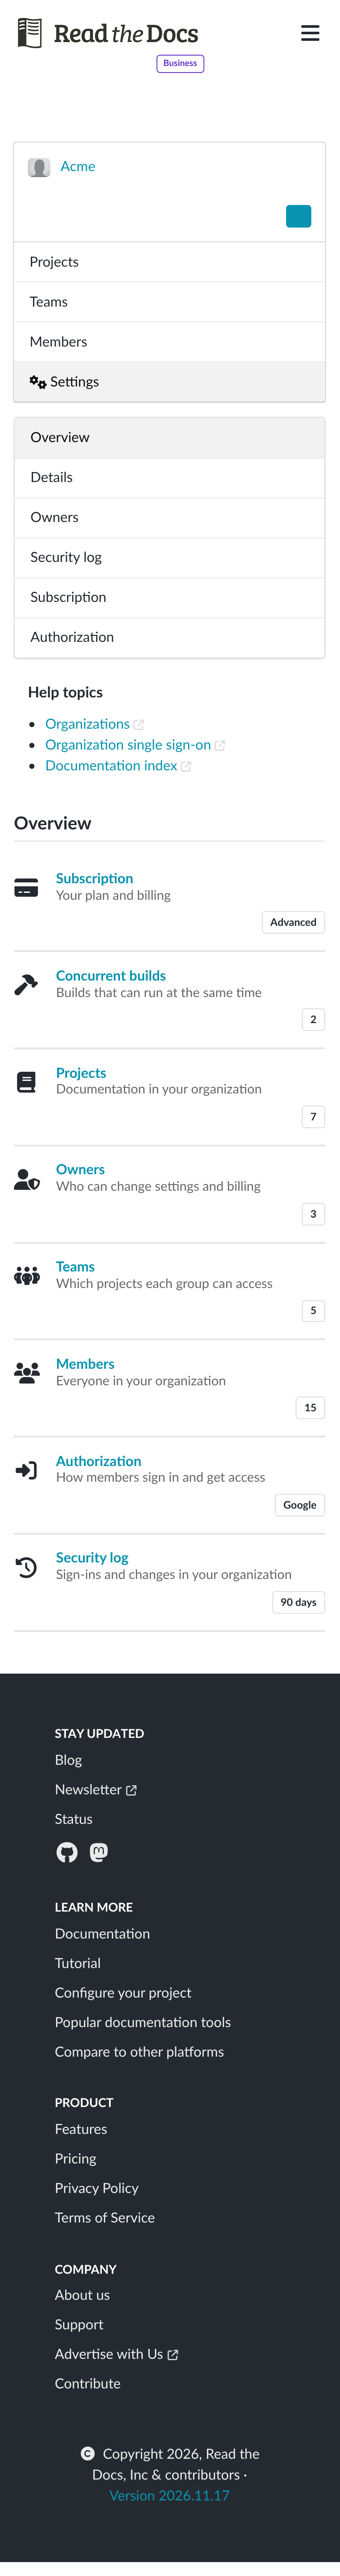 Read the Docs
Business
Acme
Projects
Teams
Members
Settings
Overview
Details
Owners
Security log
Subscription
Authorization
Help topics
Organizations
Organization single sign-on
Documentation index
Overview
Subscription
Your plan and billing
Advanced
Concurrent builds
Builds that can run at the same time
2
Projects
Documentation in your organization
7
Owners
Who can change settings and billing
3
Teams
Which projects each group can access
5
Members
Everyone in your organization
15
Authorization
How members sign in and get access
Google
Security log
Sign-ins and changes in your organization
90 days
STAY UPDATED
Blog
Newsletter
Status
LEARN MORE
Documentation
Tutorial
Configure your project
Popular documentation tools
Compare to other platforms
PRODUCT
Features
Pricing
Privacy Policy
Terms of Service
COMPANY
About us
Support
Advertise with Us
Contribute
Copyright 2026, Read the
Docs, Inc & contributors ·
Version 2026.11.17